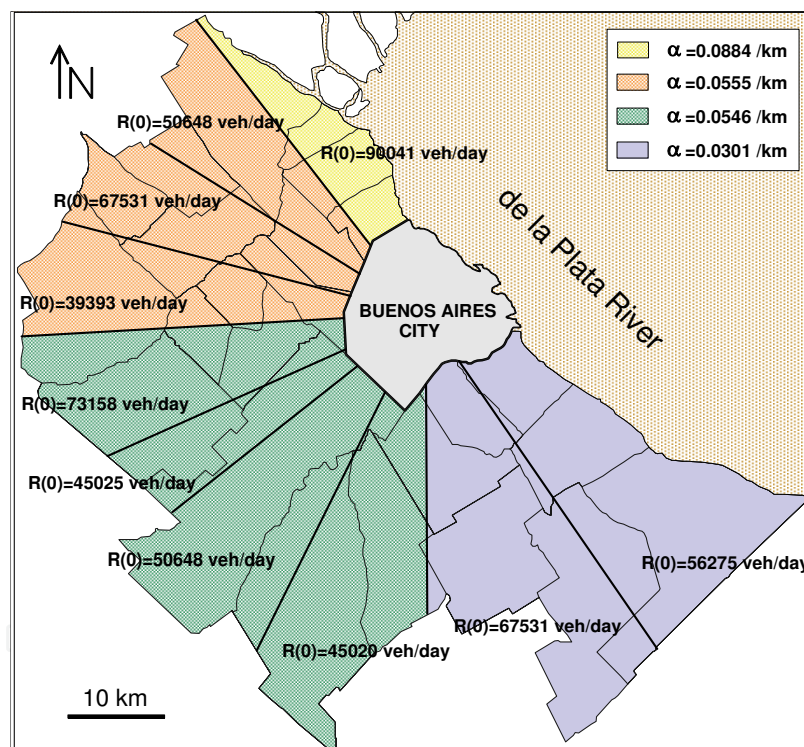 α =0.0884 /km
α =0.0555 /km
α =0.0546 /km
α =0.0301 /km
N
R(0)=50648 veh/day
R(0)=90041 veh/day
R(0)=67531 veh/day
de la Plata River
R(0)=39393 veh/day
BUENOS AIRES
CITY
R(0)=73158 veh/day
R(0)=45025 veh/day
R(0)=50648 veh/day
R(0)=56275 veh/day
R(0)=67531 veh/day
R(0)=45020 veh/day
10 km